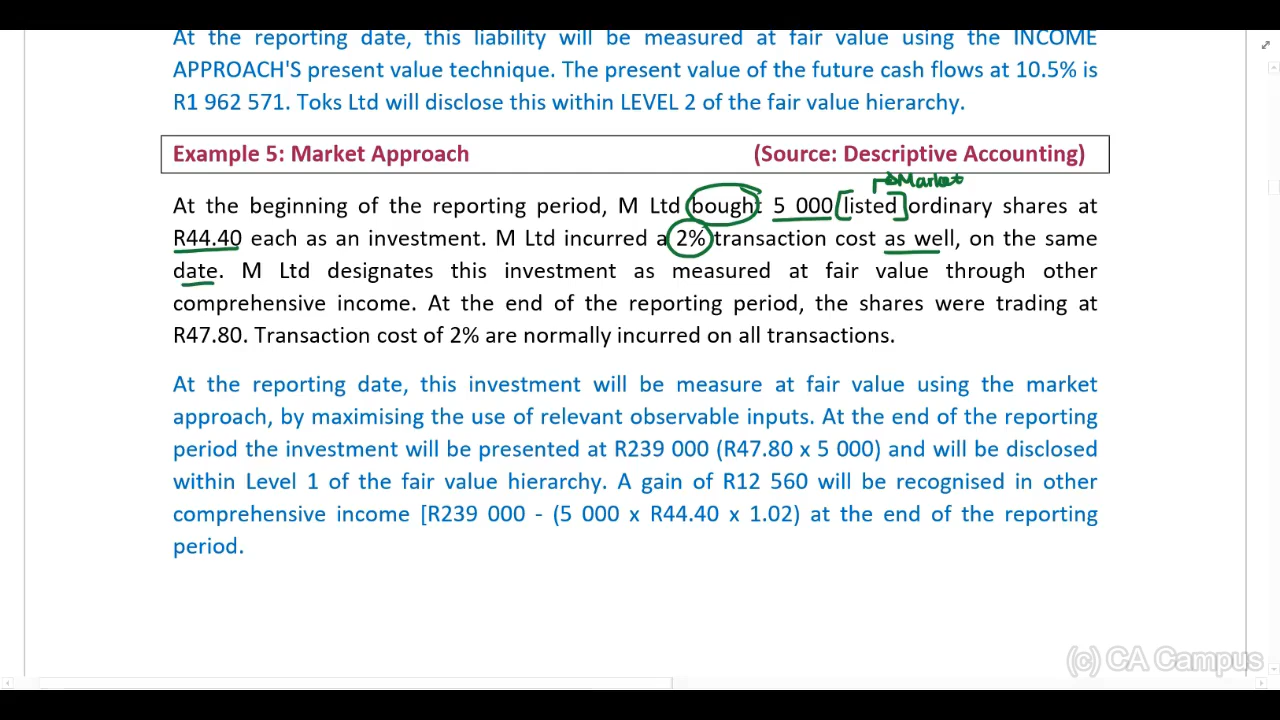 At the reporting date, this liability will be measured at fair value using the INCOME
APPROACH'S present value technique. The present value of the future cash flows at 10.5% is
R1 962 571. Toks Ltd will disclose this within LEVEL 2 of the fair value hierarchy.
Example 5: Market Approach (Source: Descriptive Accounting)
Market
At the beginning of the reporting period, M Ltd bought 5 000 [listed] ordinary shares at
R44.40 each as an investment. M Ltd incurred a 2% transaction cost as well, on the same
date. M Ltd designates this investment as measured at fair value through other
comprehensive income. At the end of the reporting period, the shares were trading at
R47.80. Transaction cost of 2% are normally incurred on all transactions.
At the reporting date, this investment will be measure at fair value using the market
approach, by maximising the use of relevant observable inputs. At the end of the reporting
period the investment will be presented at R239 000 (R47.80 x 5 000) and will be disclosed
within Level 1 of the fair value hierarchy. A gain of R12 560 will be recognised in other
comprehensive income [R239 000 - (5 000 x R44.40 x 1.02) at the end of the reporting
period.
(c) CA Campus